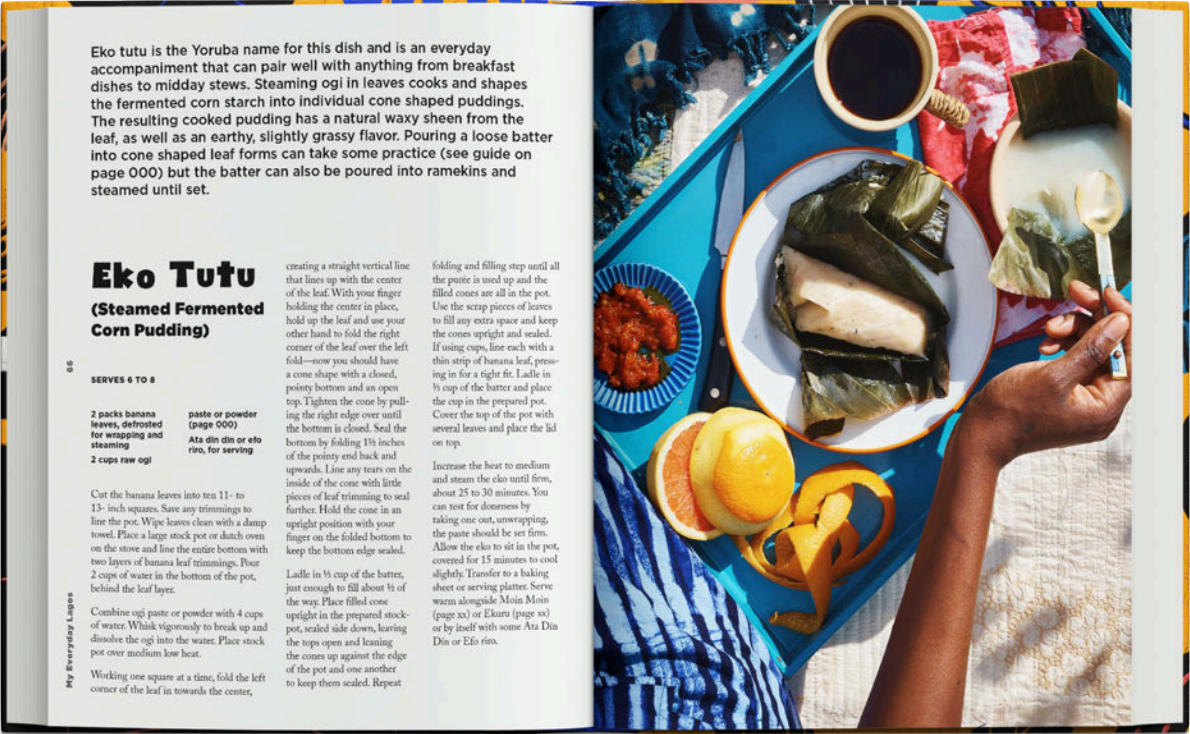 Eko tutu is the Yoruba name for this dish and is an everyday
accompaniment that can pair well with anything from breakfast
dishes to midday stews. Steaming ogi in leaves cooks and shapes
the fermented corn starch into individual cone shaped puddings.
The resulting cooked pudding has a natural waxy sheen from the
leaf, as well as an earthy, slightly grassy flavor. Pouring a loose batter
into cone shaped leaf forms can take some practice (see guide on
page 000) but the batter can also be poured into ramekins and
steamed until set.
Eko Tutu
(Steamed Fermented
Corn Pudding)
SERVES 6 TO 8
2 packs banana
leaves, defrosted
for wrapping and
steaming
2 cups raw ogi
paste or powder
(page 000)
Ata din din or efo
riro, for serving
Cut the banana leaves into ten 11- to
13- inch squares. Save any trimmings to
line the pot. Wipe leaves clean with a damp
towel. Place a large stock pot or dutch oven
on the stove and line the entire bottom with
two layers of banana leaf trimmings. Pour
2 cups of water in the bottom of the pot,
behind the leaf layer.
Combine ogi paste or powder with 4 cups
of water. Whisk vigorously to break up and
dissolve the ogi into the water. Place stock
pot over medium low heat.
Working one square at a time, fold the left
corner of the leaf in towards the center,
creating a straight vertical line
that lines up with the center
of the leaf. With your finger
holding the center in place,
hold up the leaf and use your
other hand to fold the right
corner of the leaf over the left
fold—now you should have
a cone shape with a closed,
pointy bottom and an open
top. Tighten the cone by pull-
ing the right edge over until
the bottom is closed. Seal the
bottom by folding 1½ inches
of the pointy end back and
upwards. Line any tears on the
inside of the cone with little
pieces of leaf trimming to seal
further. Hold the cone in an
upright position with your
finger on the folded bottom to
keep the bottom edge sealed.
Ladle in ⅓ cup of the batter,
just enough to fill about ½ of
the way. Place filled cone
upright in the prepared stock-
pot, sealed side down, leaving
the tops open and leaning
the cones up against the edge
of the pot and one another
to keep them sealed. Repeat
folding and filling step until all
the purée is used up and the
filled cones are all in the pot.
Use the scrap pieces of leaves
to fill any extra space and keep
the cones upright and sealed.
If using cups, line each with a
thin strip of banana leaf, press-
ing in for a tight fit. Ladle in
⅓ cup of the batter and place
the cup in the prepared pot.
Cover the top of the pot with
several leaves and place the lid
on top.
Increase the heat to medium
and steam the eko until firm,
about 25 to 30 minutes. You
can test for doneness by
taking one out, unwrapping,
the paste should be set firm.
Allow the eko to sit in the pot,
covered for 15 minutes to cool
slightly. Transfer to a baking
sheet or serving platter. Serve
warm alongside Moin Moin
(page xx) or Ekuru (page xx)
or by itself with some Ata Din
Din or Efo riro.
66
My Everyday Lagos